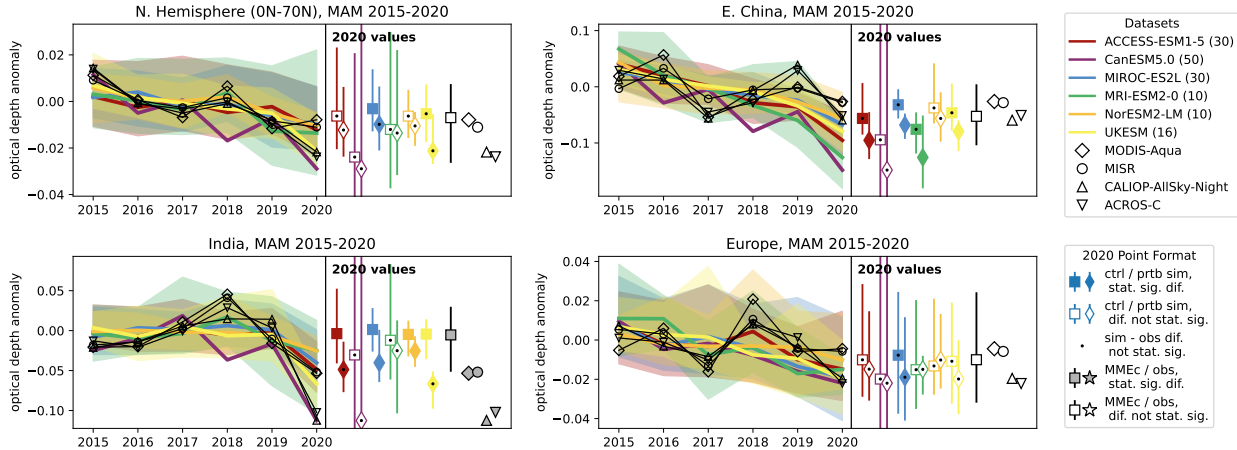 N. Hemisphere (0N-70N), MAM 2015-2020
optical depth anomaly
0.02
0.00
−0.02
−0.04
2015 2016 2017 2018 2019 2020
2020 values
E. China, MAM 2015-2020
optical depth anomaly
0.1
0.0
−0.1
2015 2016 2017 2018 2019 2020
2020 values
Datasets
ACCESS-ESM1-5 (30)
CanESM5.0 (50)
MIROC-ES2L (30)
MRI-ESM2-0 (10)
NorESM2-LM (10)
UKESM (16)
MODIS-Aqua
MISR
CALIOP-AllSky-Night
ACROS-C
India, MAM 2015-2020
optical depth anomaly
0.05
0.00
−0.05
−0.10
2015 2016 2017 2018 2019 2020
2020 values
Europe, MAM 2015-2020
optical depth anomaly
0.04
0.02
0.00
−0.02
−0.04
2015 2016 2017 2018 2019 2020
2020 values
2020 Point Format
ctrl / prtb sim,
stat. sig. dif.
ctrl / prtb sim,
dif. not stat. sig.
sim - obs dif.
not stat. sig.
MMEc / obs,
stat. sig. dif.
MMEc / obs,
dif. not stat. sig.